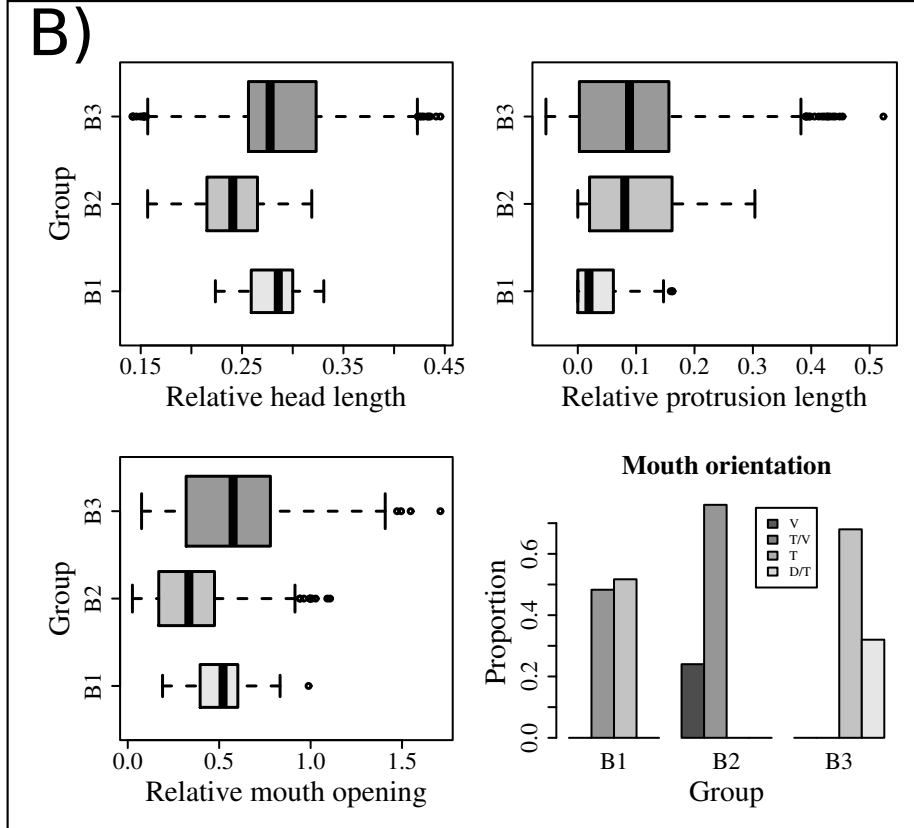 B)
Group
B3
B2
B1
0.15 0.25 0.35 0.45
Relative head length
B3
B2
B1
0.0 0.1 0.2 0.3 0.4 0.5
Relative protrusion length
Group
B3
B2
B1
0.0 0.5 1.0 1.5
Relative mouth opening
Mouth orientation
V
T/V
T
D/T
Proportion
0.6
0.4
0.2
0.0
B1 B2 B3
Group